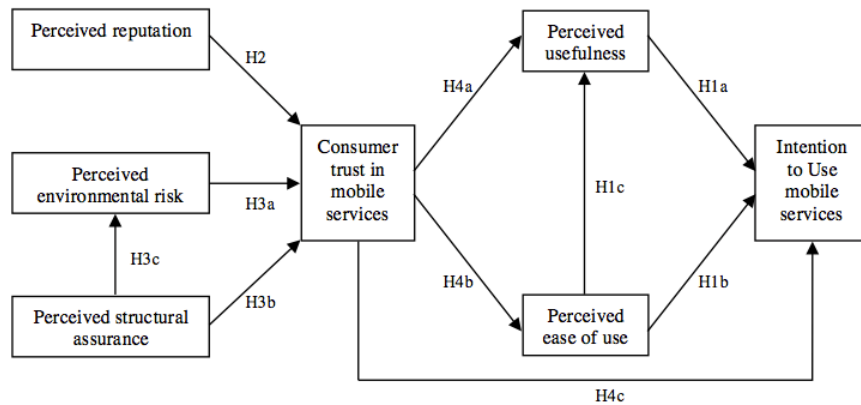 Perceived reputation
H2
Perceived
environmental risk
H3a
H3c
Perceived structural
assurance
H3b
Consumer
trust in
mobile
services
H4a
H4b
Perceived
usefulness
H1c
Perceived
ease of use
H1a
H1b
Intention
to Use
mobile
services
H4c